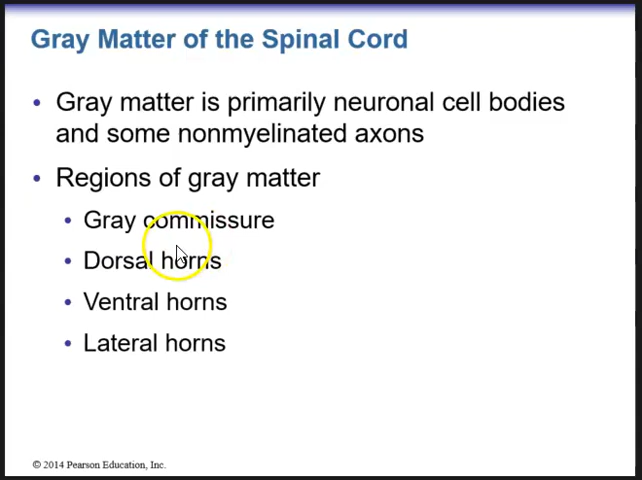 Gray Matter of the Spinal Cord
• Gray matter is primarily neuronal cell bodies
and some nonmyelinated axons
• Regions of gray matter
• Gray commissure
• Dorsal horns
• Ventral horns
• Lateral horns
© 2014 Pearson Education, Inc.